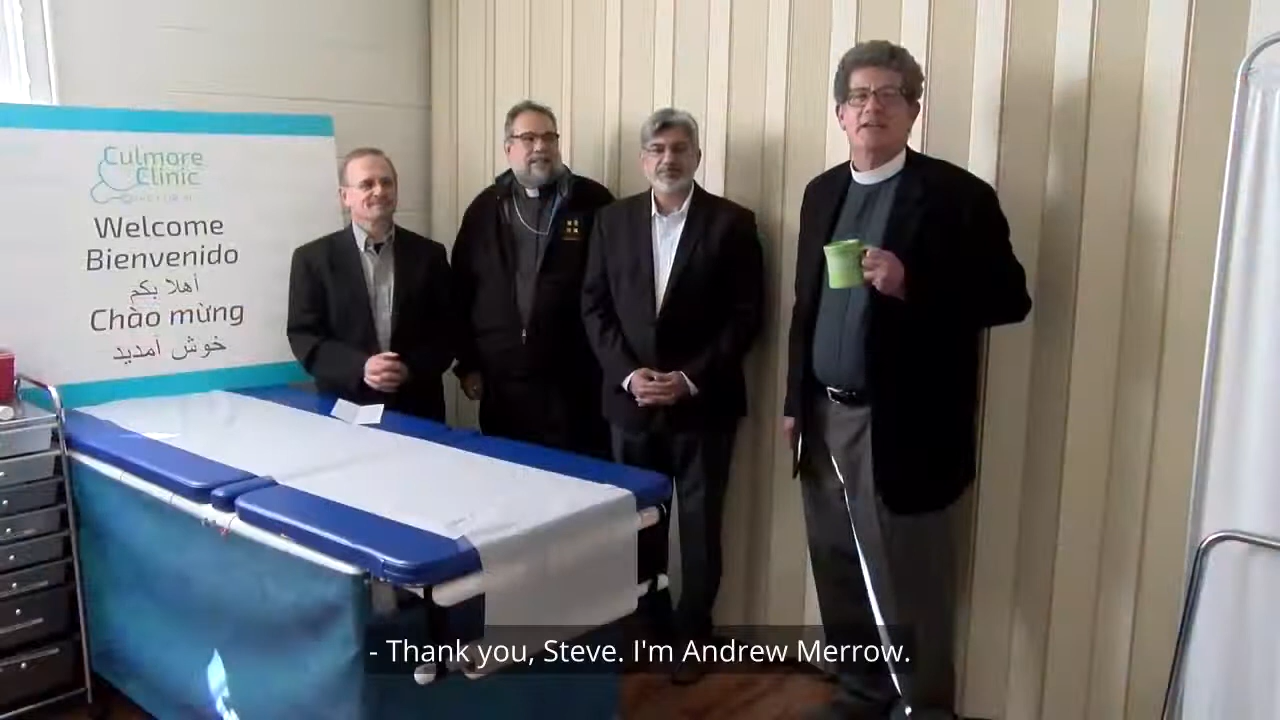 Culmore
Clinic
Welcome
Bienvenido
أهلا بكم
Chào mừng
خوش آمدید
- Thank you, Steve. I'm Andrew Merrow.